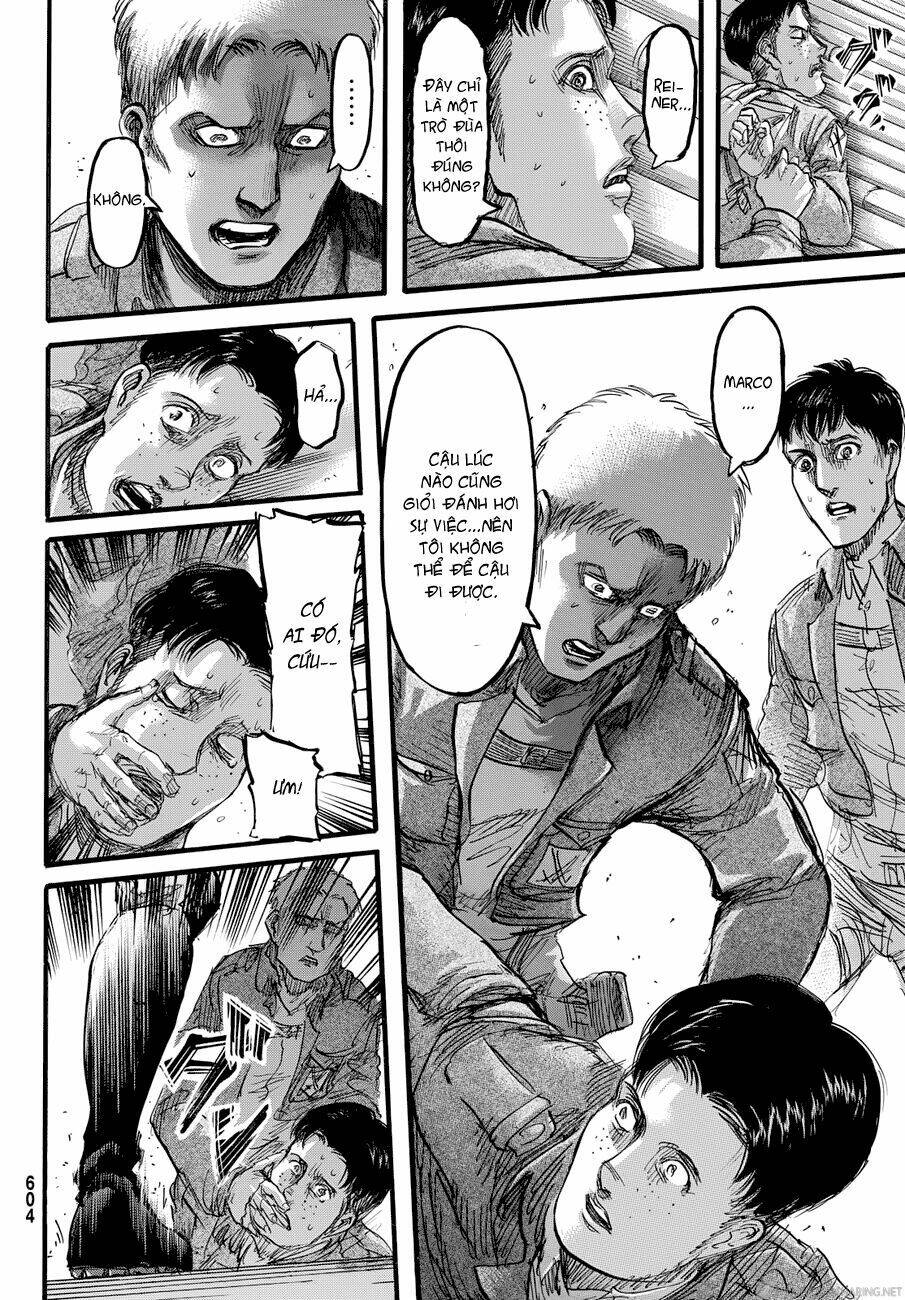 REI-
NER...
ĐÂY CHỈ
LÀ MỘT
TRÒ ĐÙA
THÔI
ĐÚNG
KHÔNG?
......
KHÔNG.
MARCO
...
CẬU LÚC
NÀO CŨNG
GIỎI ĐÁNH HƠI
SỰ VIỆC...NÊN
TÔI KHÔNG
THỂ ĐỂ CẬU
ĐI ĐƯỢC.
HẢ...
CÓ
AI ĐÓ,
CỨU--
ƯM!
604